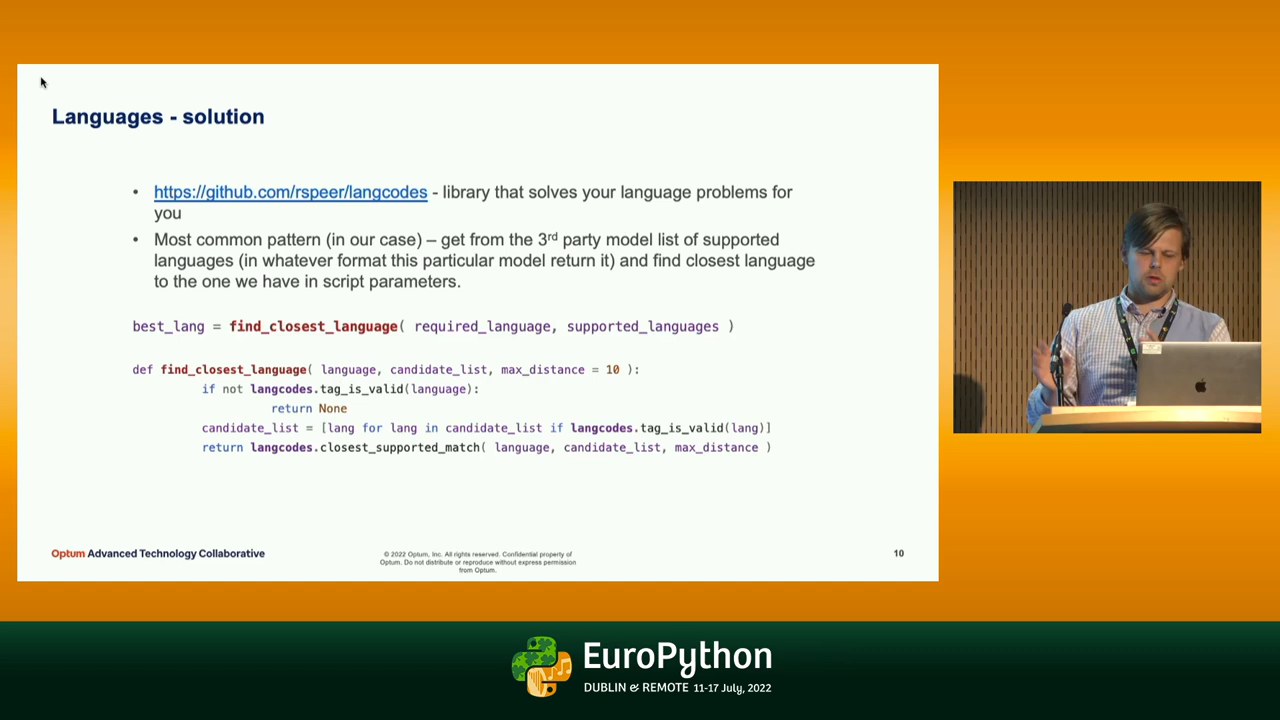 Languages - solution
• https://github.com/rspeer/langcodes - library that solves your language problems for
you
• Most common pattern (in our case) – get from the 3rd party model list of supported
languages (in whatever format this particular model return it) and find closest language
to the one we have in script parameters.
best_lang = find_closest_language( required_language, supported_languages )
def find_closest_language( language, candidate_list, max_distance = 10 ):
if not langcodes.tag_is_valid(language):
return None
candidate_list = [lang for lang in candidate_list if langcodes.tag_is_valid(lang)]
return langcodes.closest_supported_match( language, candidate_list, max_distance )
Optum Advanced Technology Collaborative
© 2022 Optum, Inc. All rights reserved. Confidential property of
Optum. Do not distribute or reproduce without express permission
from Optum.
10
EuroPython
DUBLIN & REMOTE 11-17 July, 2022